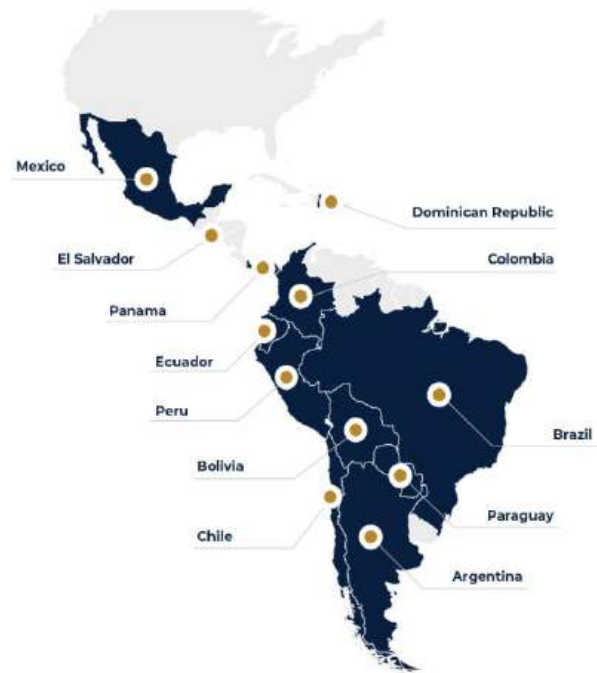 Mexico
Dominican Republic
El Salvador
Colombia
Panama
Ecuador
Peru
Brazil
Bolivia
Paraguay
Chile
Argentina